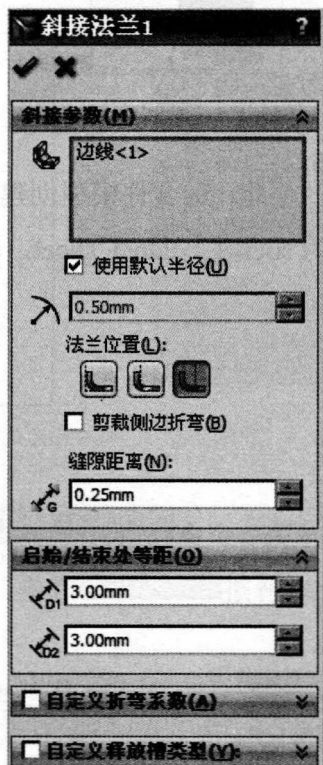 斜接法兰1 ?
斜接参数(M)
边线<1>
使用默认半径(U)
0.50mm
法兰位置(L):
剪裁侧边折弯(B)
缝隙距离(N):
G 0.25mm
启始/结束处等距(O)
D1 3.00mm
D2 3.00mm
自定义折弯系数(A)
自定义释放槽类型(Y):